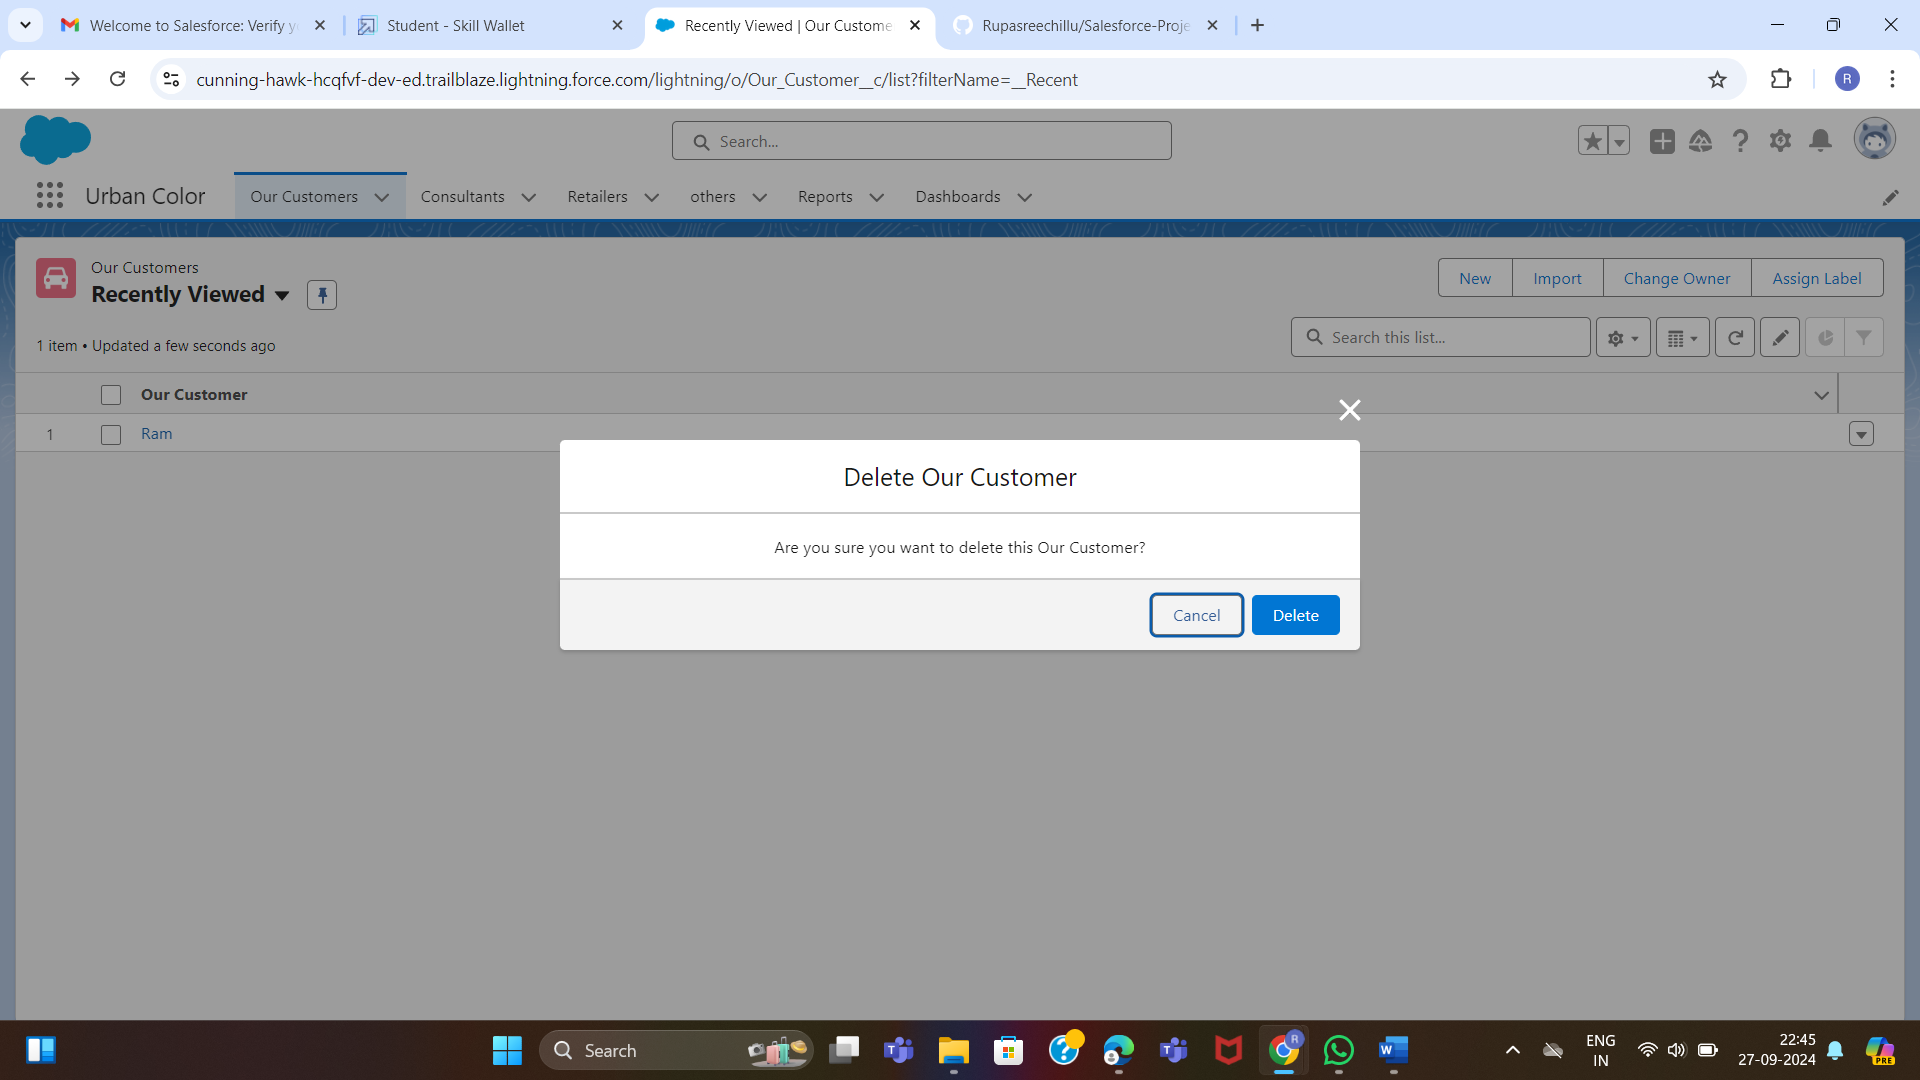 Welcome to Salesforce: Verify y
Student - Skill Wallet
Recently Viewed | Our Custome
Rupasreechillu/Salesforce-Proje
cunning-hawk-hcqfvf-dev-ed.trailblaze.lightning.force.com/lightning/o/Our_Customer__c/list?filterName=__Recent
R
Search...
Urban Color
Our Customers
Consultants
Retailers
others
Reports
Dashboards
Our Customers
Recently Viewed
New
Import
Change Owner
Assign Label
1 item • Updated a few seconds ago
Search this list...
Our Customer
1
Ram
Delete Our Customer
Are you sure you want to delete this Our Customer?
Cancel
Delete
Search
R
ENG
IN
22:45
27-09-2024
PRE